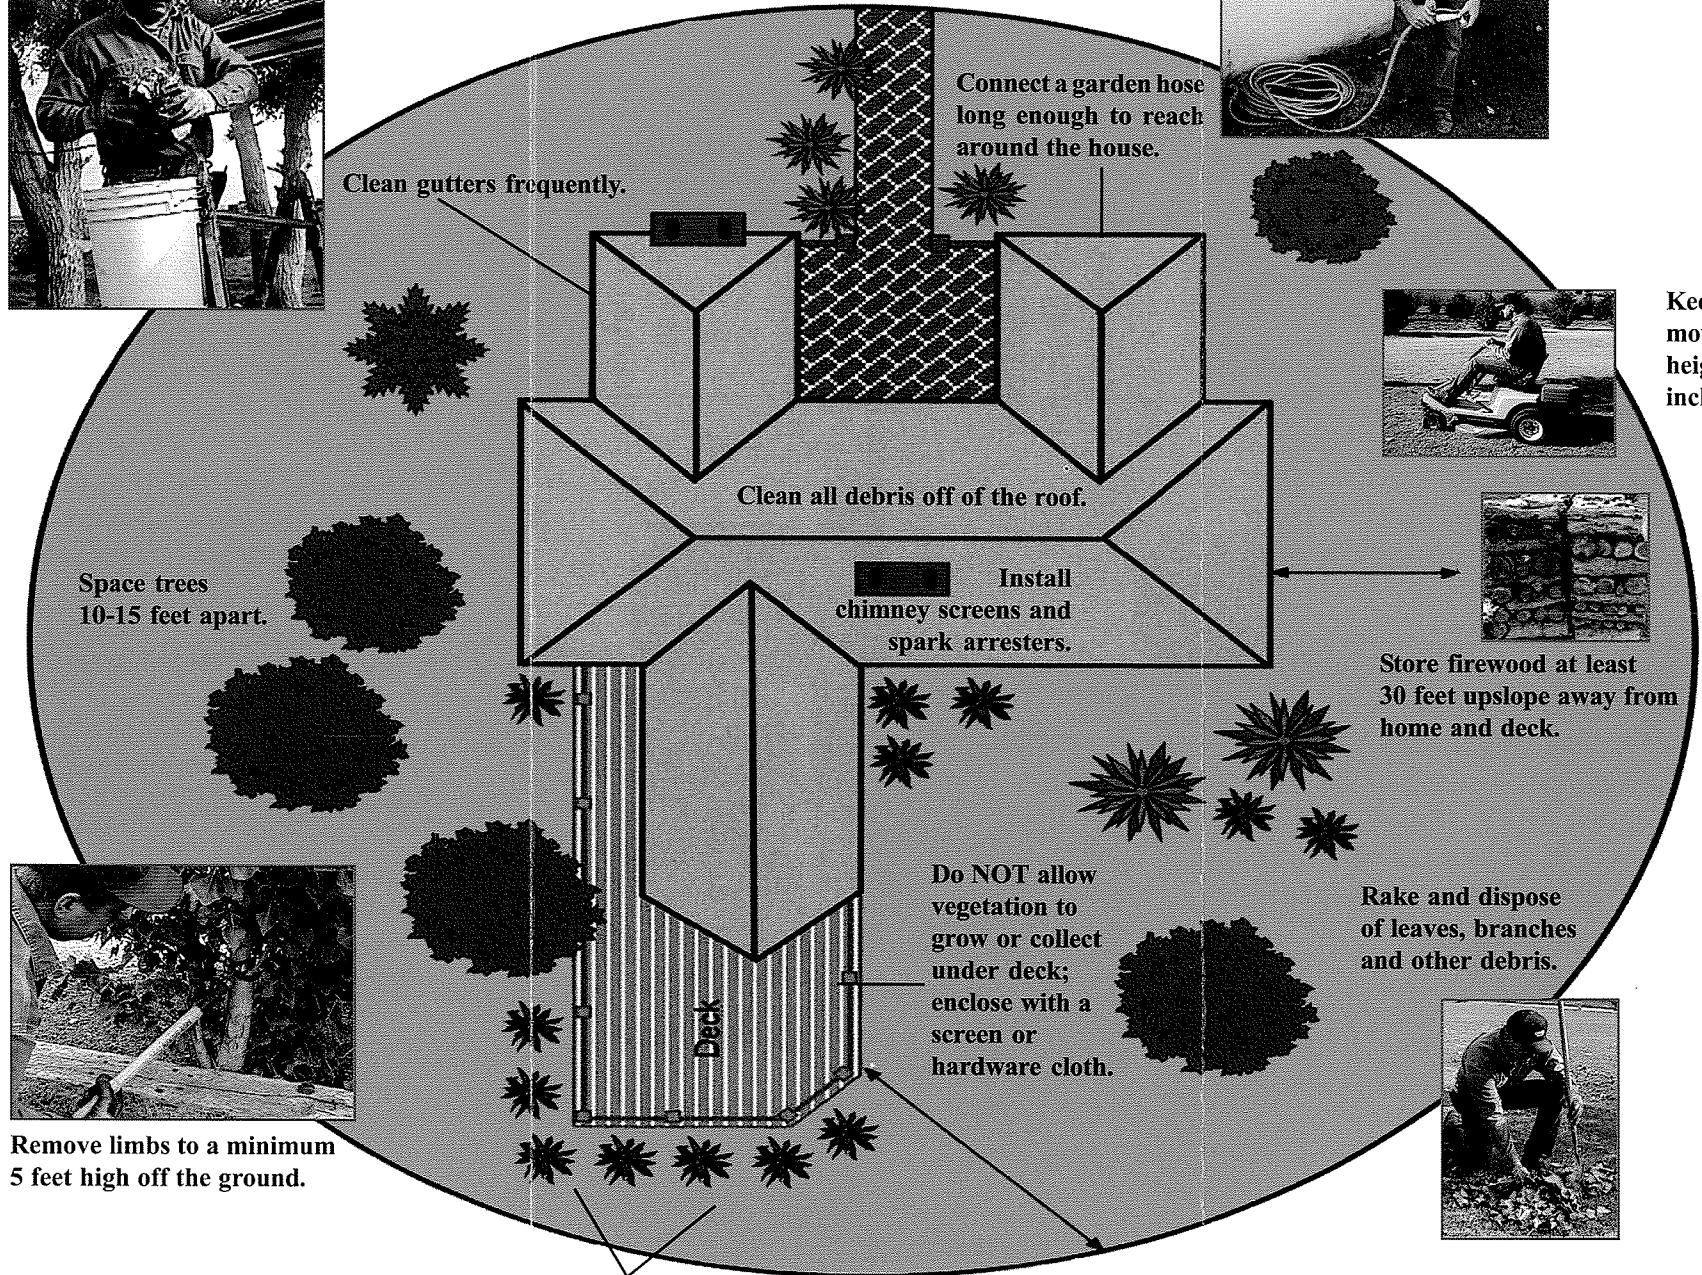 Connect a garden hose
long enough to reach
around the house.
Clean gutters frequently.
Clean all debris off of the roof.
Install
chimney screens and
spark arresters.
Space trees
10-15 feet apart.
Store firewood at least
30 feet upslope away from
home and deck.
Do NOT allow
vegetation to
grow or collect
under deck;
enclose with a
screen or
hardware cloth.
Deck
Rake and dispose
of leaves, branches
and other debris.
Remove limbs to a minimum
5 feet high off the ground.